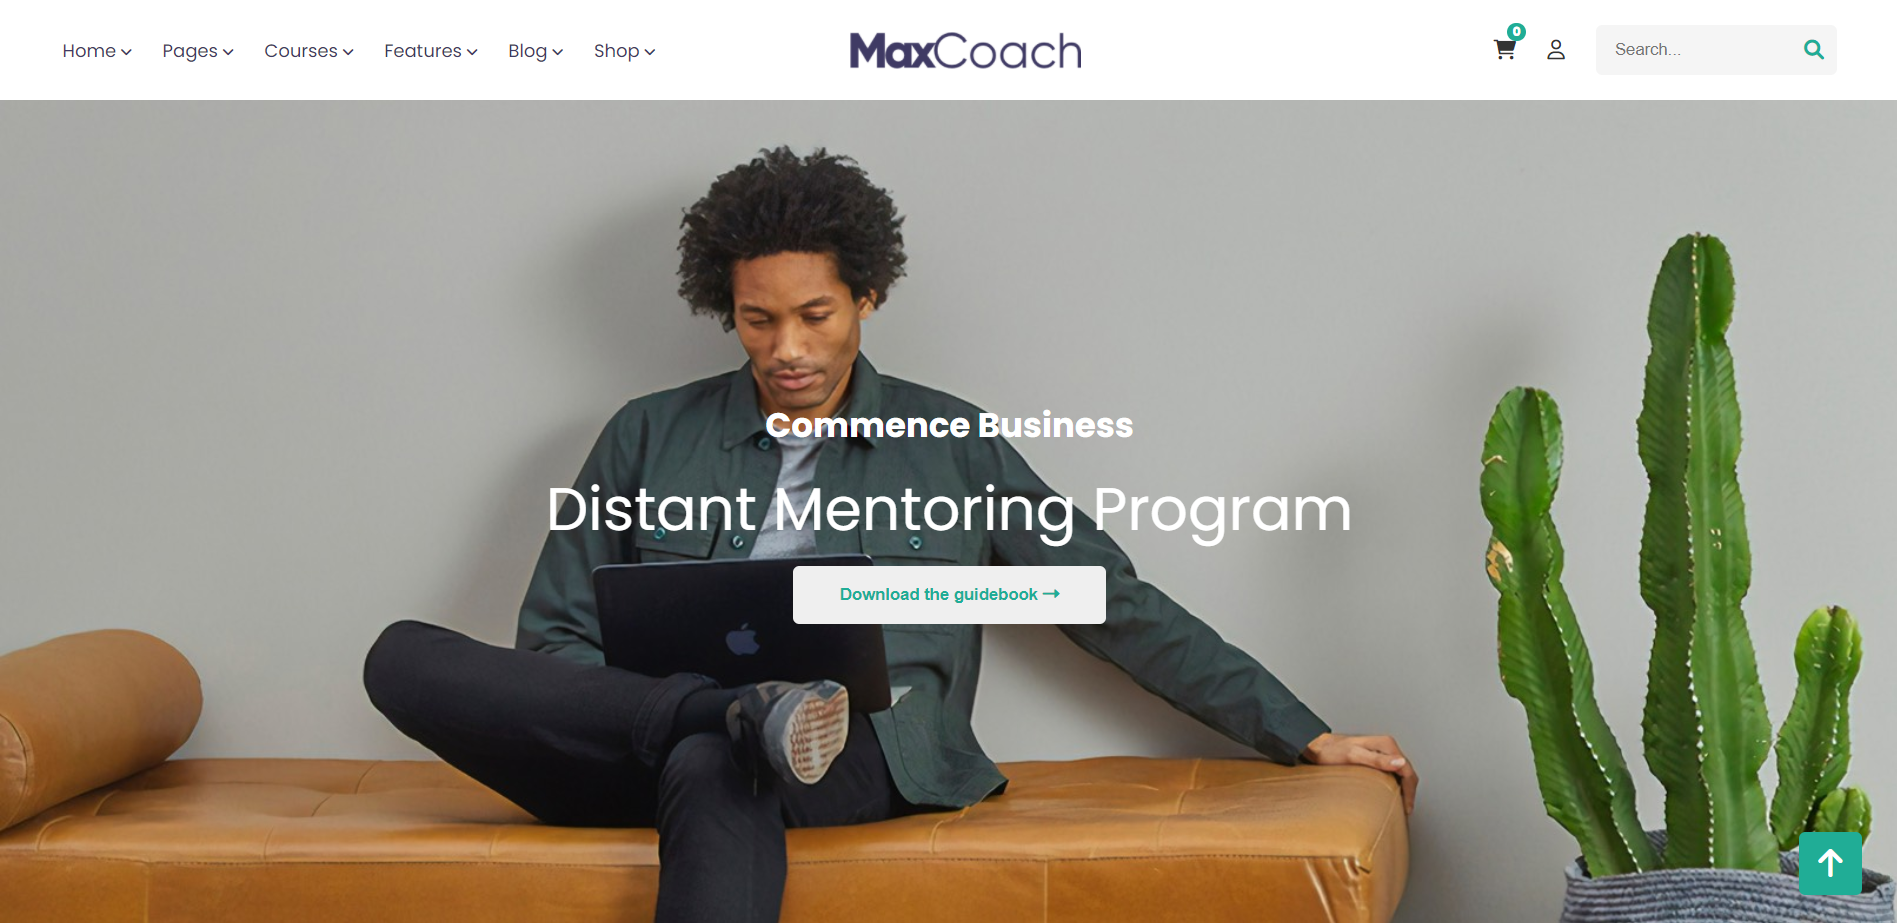 Home Pages Courses Features Blog Shop MaxCoach 0 Search...
Commence Business
Distant Mentoring Program
Download the guidebook →